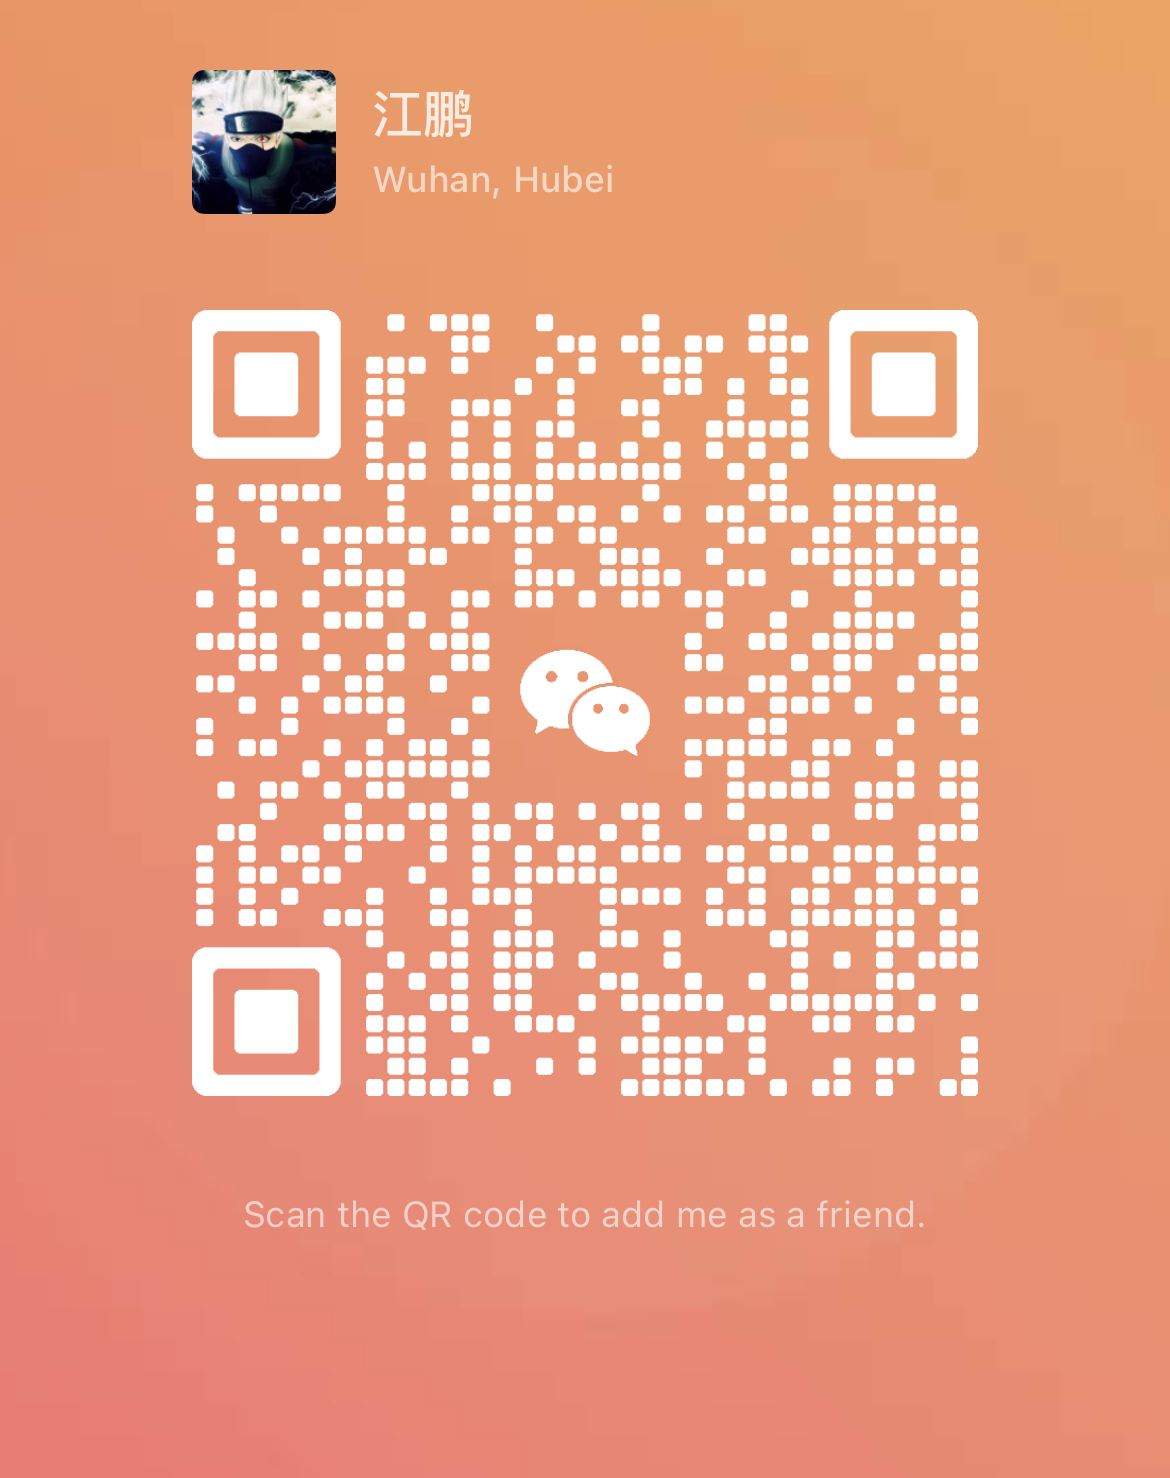 江鹏
Wuhan, Hubei
Scan the QR code to add me as a friend.